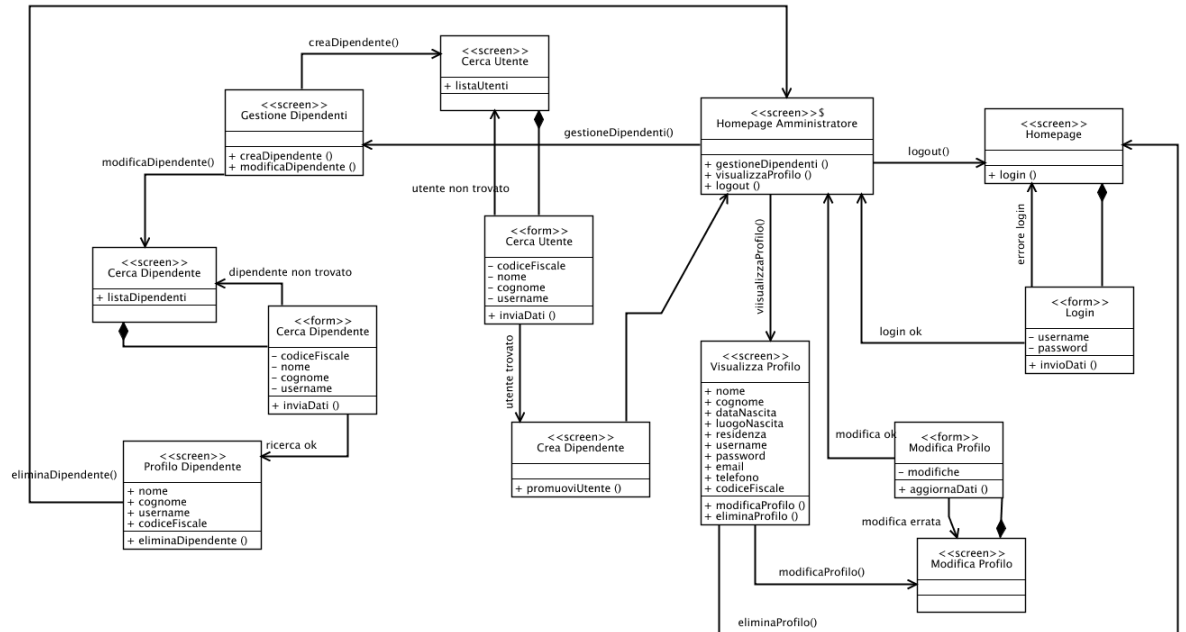 creaDipendente()
<<screen>>
Cerca Utente
+ listaUtenti
<<screen>>
Gestione Dipendenti
+ creaDipendente ()
+ modificaDipendente ()
gestioneDipendenti()
<<screen>>$
Homepage Amministratore
+ gestioneDipendenti ()
+ visualizzaProfilo ()
+ logout ()
logout()
<<screen>>
Homepage
+ login ()
modificaDipendente()
utente non trovato
<<form>>
Cerca Utente
– codiceFiscale
– nome
– cognome
– username
+ inviaDati ()
viisualizzaProfilo()
errore login
<<screen>>
Cerca Dipendente
+ listaDipendenti
dipendente non trovato
<<form>>
Cerca Dipendente
– codiceFiscale
– nome
– cognome
– username
+ inviaDati ()
<<form>>
Login
– username
– password
+ invioDati ()
login ok
utente trovato
<<screen>>
Visualizza Profilo
+ nome
+ cognome
+ dataNascita
+ luogoNascita
+ residenza
+ username
+ password
+ email
+ telefono
+ codiceFiscale
+ modificaProfilo ()
+ eliminaProfilo ()
ricerca ok
<<screen>>
Crea Dipendente
+ promuoviUtente ()
modifica ok
<<form>>
Modifica Profilo
– modifiche
+ aggiornaDati ()
eliminaDipendente()
<<screen>>
Profilo Dipendente
+ nome
+ cognome
+ username
+ codiceFiscale
+ eliminaDipendente ()
modifica errata
<<screen>>
Modifica Profilo
modificaProfilo()
eliminaProfilo()